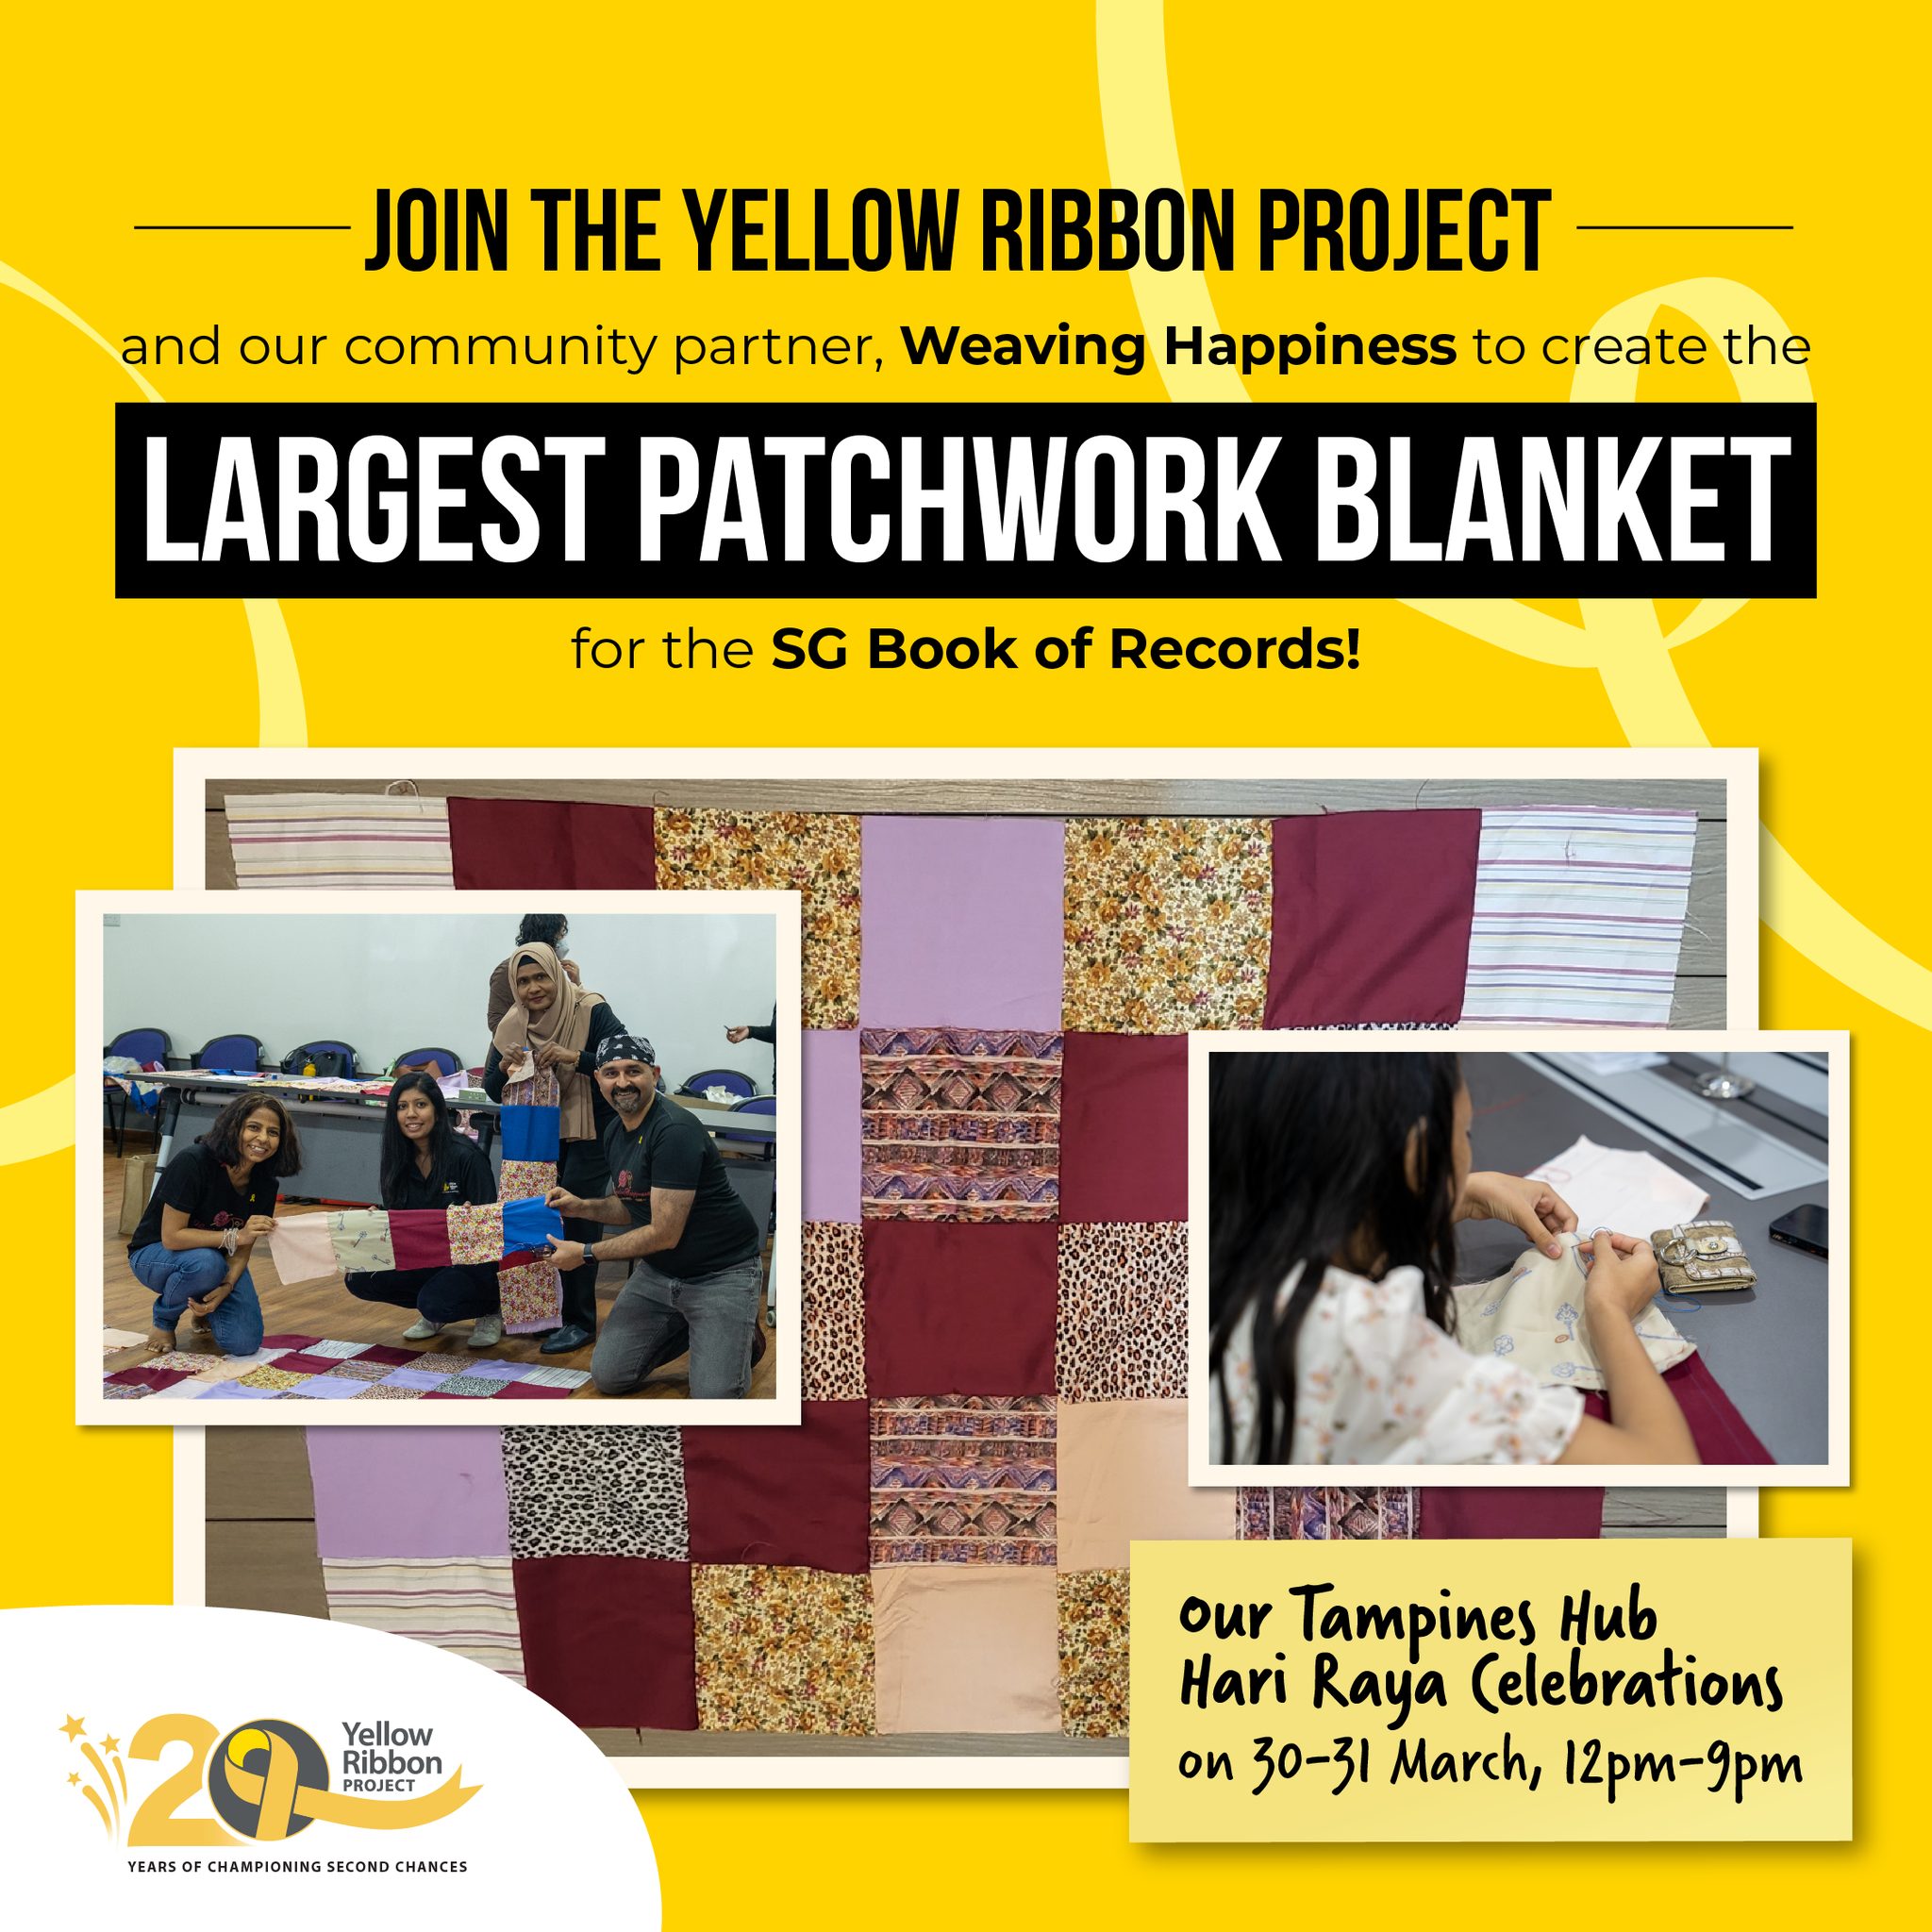 JOIN THE YELLOW RIBBON PROJECT
and our community partner, Weaving Happiness to create the
LARGEST PATCHWORK BLANKET
for the SG Book of Records!
Our Tampines Hub
Hari Raya Celebrations
on 30-31 March, 12pm-9pm
20
Yellow
Ribbon
PROJECT
YEARS OF CHAMPIONING SECOND CHANCES